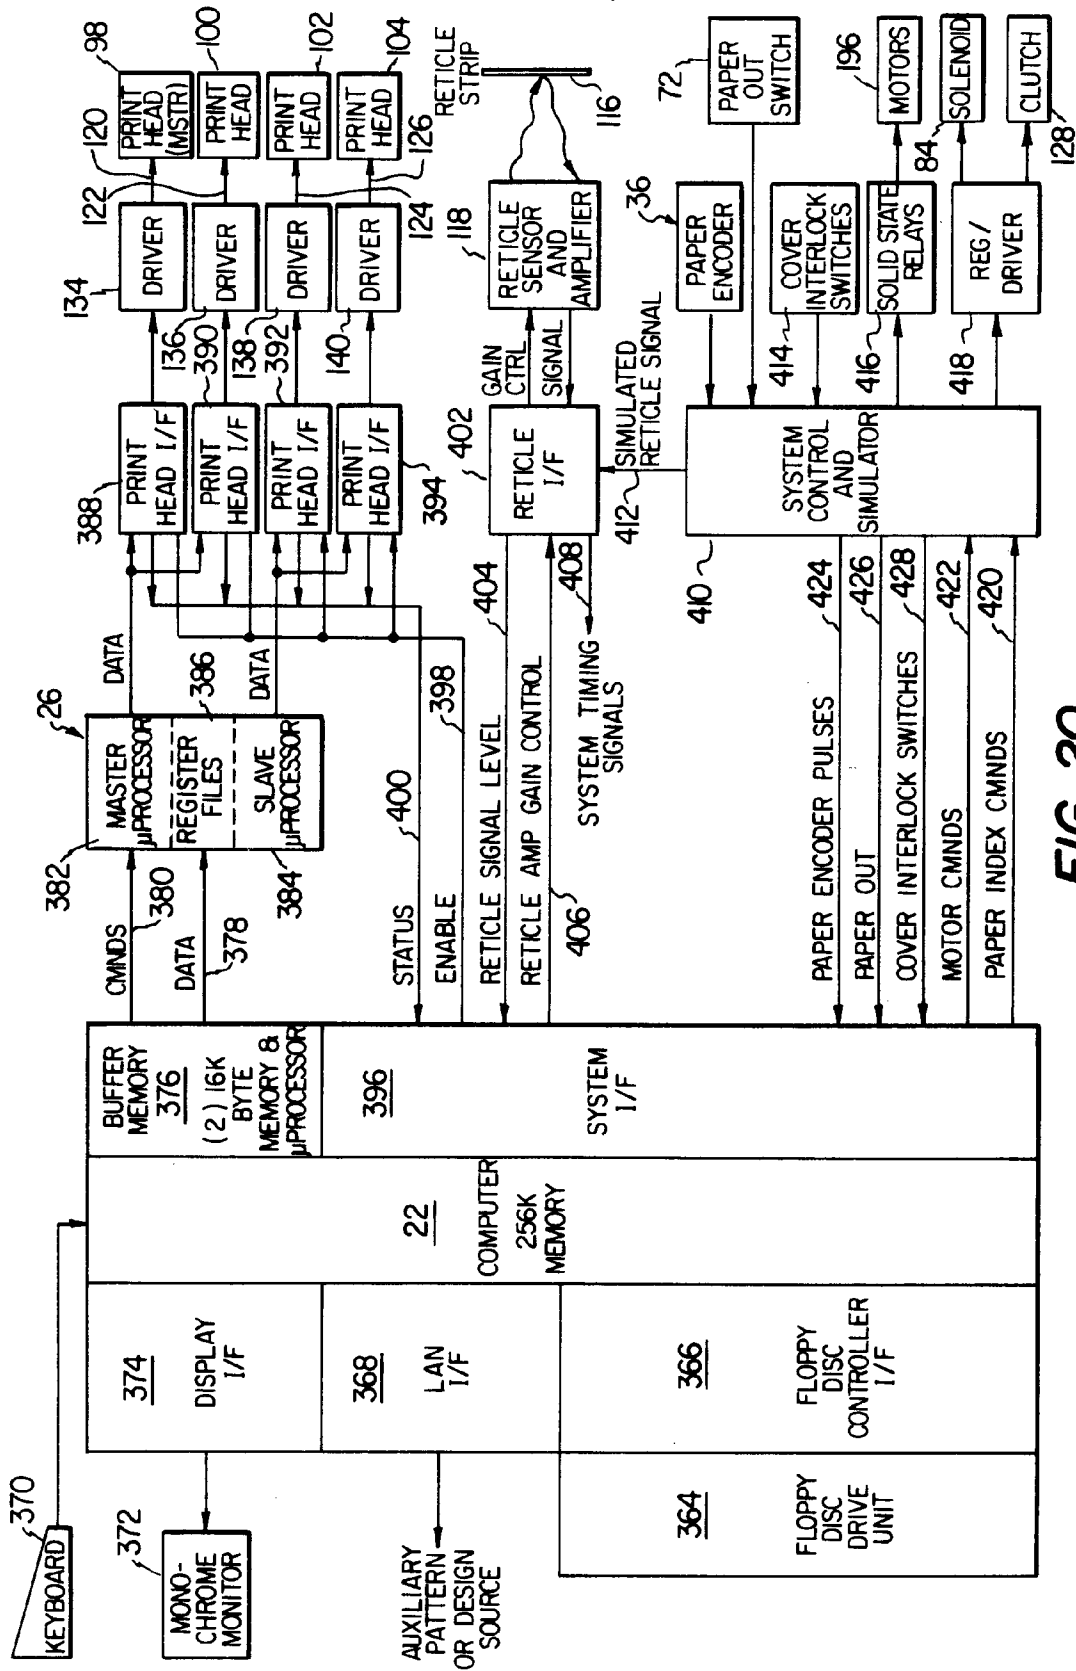 370
KEYBOARD
372
MONO-
CHROME
MONITOR
AUXILIARY
PATTERN
OR DESIGN
SOURCE
374
DISPLAY
I/F
368
LAN
I/F
366
FLOPPY
DISC
CONTROLLER
I/F
364
FLOPPY
DISC
DRIVE
UNIT
22
COMPUTER
256K
MEMORY
BUFFER
MEMORY
376
(2) 16K
BYTE
MEMORY &
µPROCESSOR
396
SYSTEM
I/F
CMNDS
380
DATA
378
382
26
MASTER
µPROCESSOR
REGISTER
FILES
SLAVE
µPROCESSOR
384
386
DATA
DATA
STATUS
400
ENABLE
398
RETICLE SIGNAL LEVEL
404
RETICLE AMP GAIN CONTROL
406
408
SYSTEM TIMING
SIGNALS
388
PRINT
HEAD I/F
390
PRINT
HEAD I/F
392
PRINT
HEAD I/F
394
PRINT
HEAD I/F
134
DRIVER
136
DRIVER
138
DRIVER
140
DRIVER
120
122
124
126
98
PRINT
HEAD
(MSTR)
100
PRINT
HEAD
102
PRINT
HEAD
104
PRINT
HEAD
402
RETICLE
I/F
GAIN
CTRL
SIGNAL
118
RETICLE
SENSOR
AND
AMPLIFIER
RETICLE
STRIP
116
412
SIMULATED
RETICLE SIGNAL
410
SYSTEM
CONTROL
AND
SIMULATOR
36
PAPER
ENCODER
72
PAPER
OUT
SWITCH
414
COVER
INTERLOCK
SWITCHES
416
SOLID STATE
RELAYS
196
MOTORS
418
REG/
DRIVER
84
SOLENOID
CLUTCH
128
PAPER ENCODER PULSES
424
PAPER OUT
426
COVER INTERLOCK SWITCHES
428
MOTOR CMNDS
422
PAPER INDEX CMNDS
420